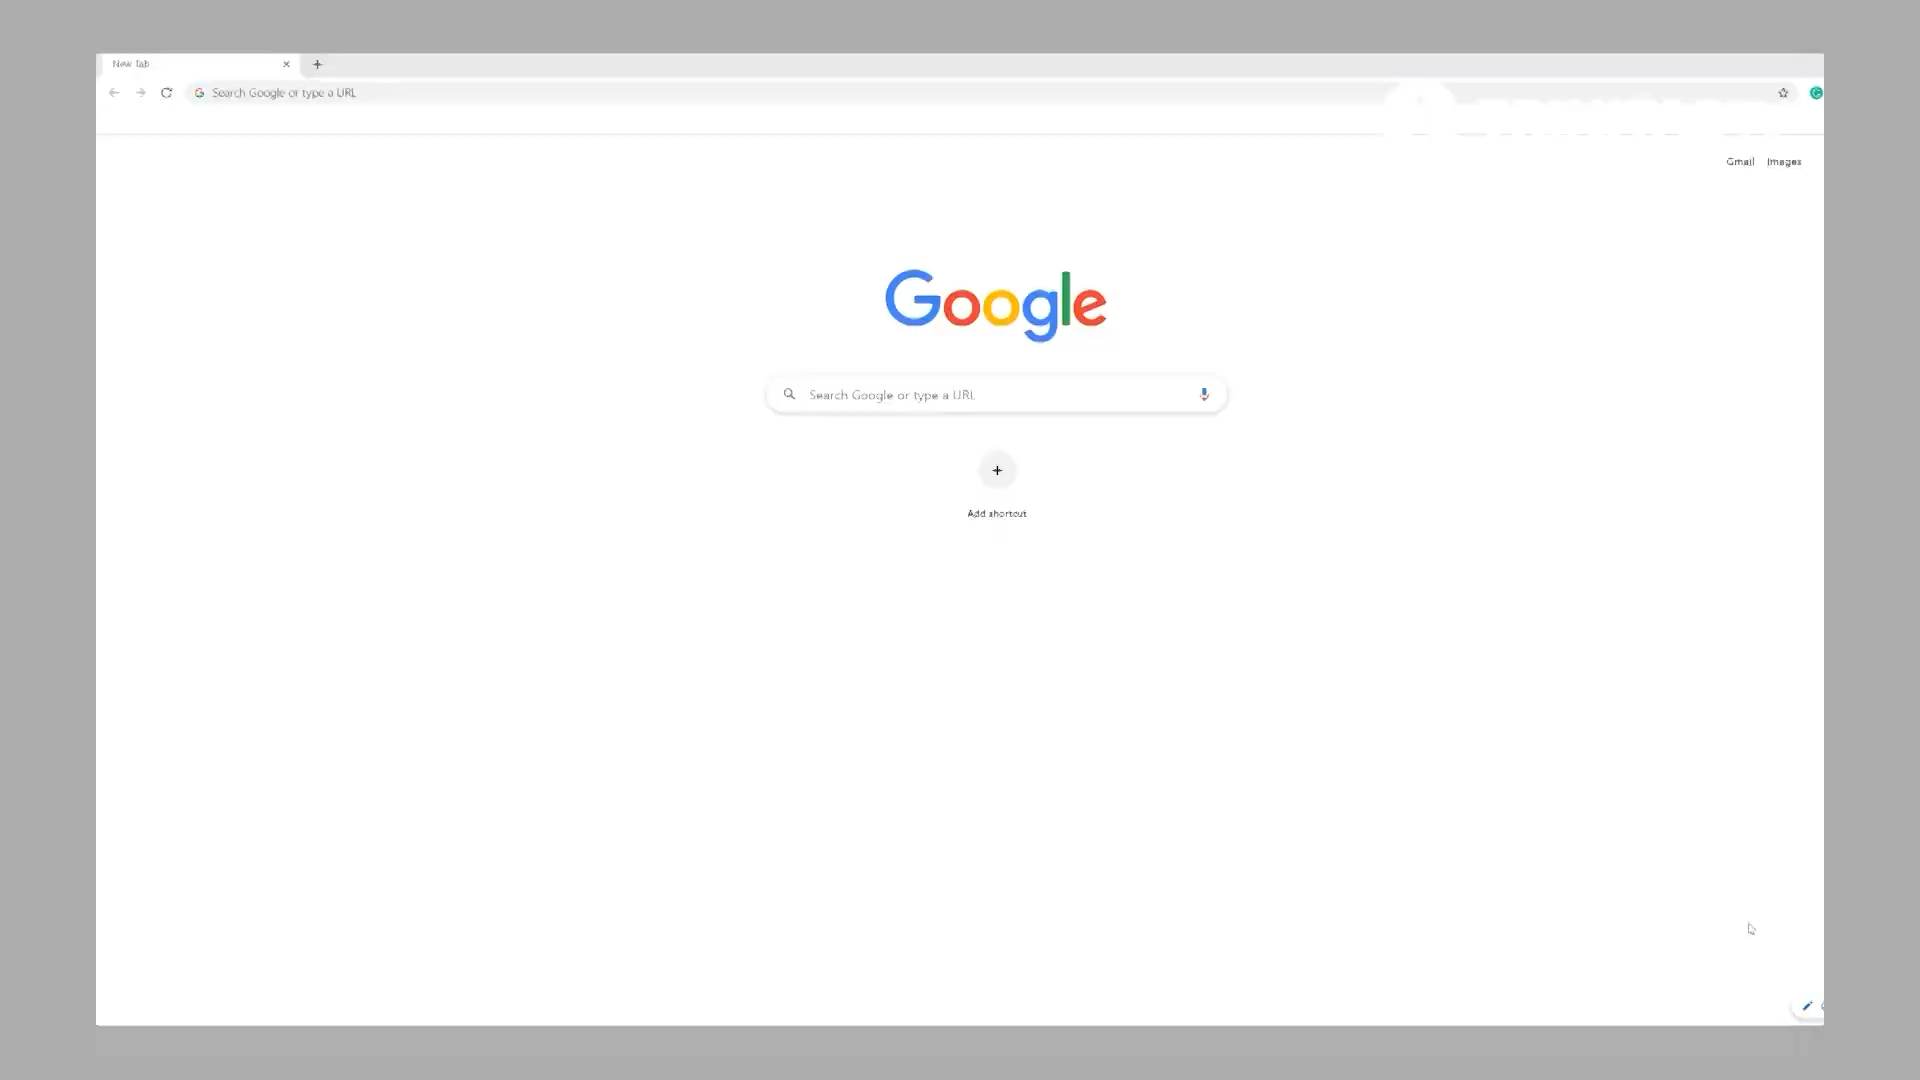 New Tab
Search Google or type a URL
Gmail Images
Google
Search Google or type a URL
Add shortcut